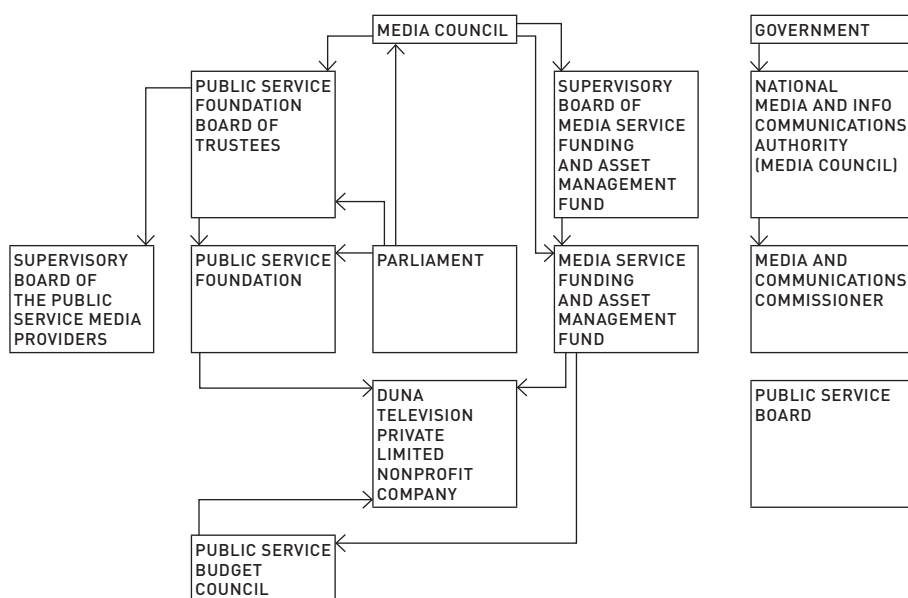 MEDIA COUNCIL
GOVERNMENT
PUBLIC SERVICE
FOUNDATION
BOARD OF
TRUSTEES
SUPERVISORY
BOARD OF
MEDIA SERVICE
FUNDING
AND ASSET
MANAGEMENT
FUND
NATIONAL
MEDIA AND INFO
COMMUNICATIONS
AUTHORITY
(MEDIA COUNCIL)
SUPERVISORY
BOARD OF
THE PUBLIC
SERVICE MEDIA
PROVIDERS
PUBLIC SERVICE
FOUNDATION
PARLIAMENT
MEDIA SERVICE
FUNDING
AND ASSET
MANAGEMENT
FUND
MEDIA AND
COMMUNICATIONS
COMMISSIONER
DUNA
TELEVISION
PRIVATE
LIMITED
NONPROFIT
COMPANY
PUBLIC SERVICE
BOARD
PUBLIC SERVICE
BUDGET
COUNCIL